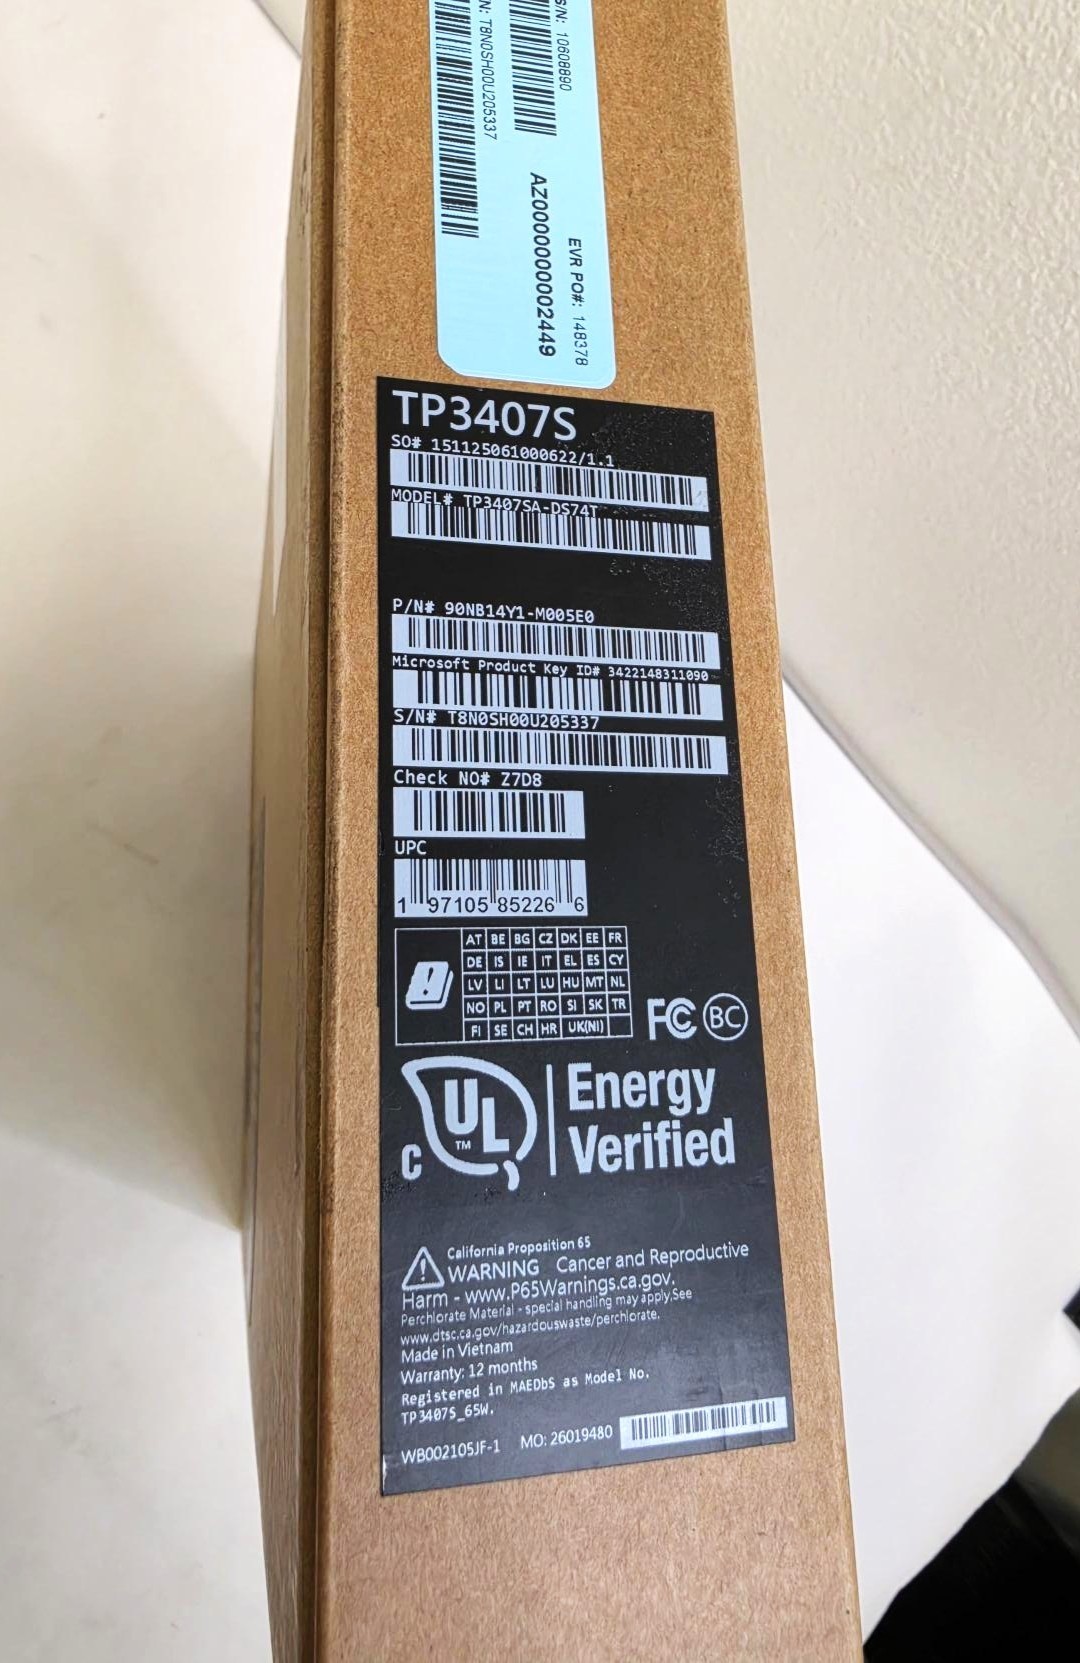 S/N: 10608890
N: T8N0SH00U205337
EVR PO#: 148378
AZ000000002449
TP3407S
SO# 151125061000622/1.1
MODEL# TP3407SA-DS74T
P/N# 90NB14Y1-M005E0
Microsoft Product Key ID# 3422148311090
S/N# T8N0SH00U205337
Check NO# Z7D8
UPC
1 97105 85226 6
AT BE BG CZ DK EE FR
DE IS IE IT EL ES CY
LV LI LT LU HU MT NL
NO PL PT RO SI SK TR
FI SE CH HR UK(NI)
FC BC
C UL TM Energy
Verified
California Proposition 65
WARNING Cancer and Reproductive
Harm - www.P65Warnings.ca.gov.
Perchlorate Material - special handling may apply.See
www.dtsc.ca.gov/hazardouswaste/perchlorate.
Made in Vietnam
Warranty: 12 months
Registered in MAEDbS as Model No.
TP3407S_65W.
WB002105JF-1 MO: 26019480